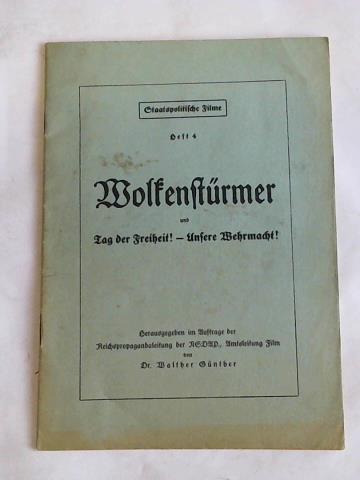 Staatspolitische Filme
Heft 4
Wolkenstürmer
und
Tag der Freiheit! – Unsere Wehrmacht!
Herausgegeben im Auftrage der
Reichspropagandaleitung der NSDAP., Amtsleitung Film
von
Dr. Walther Günther